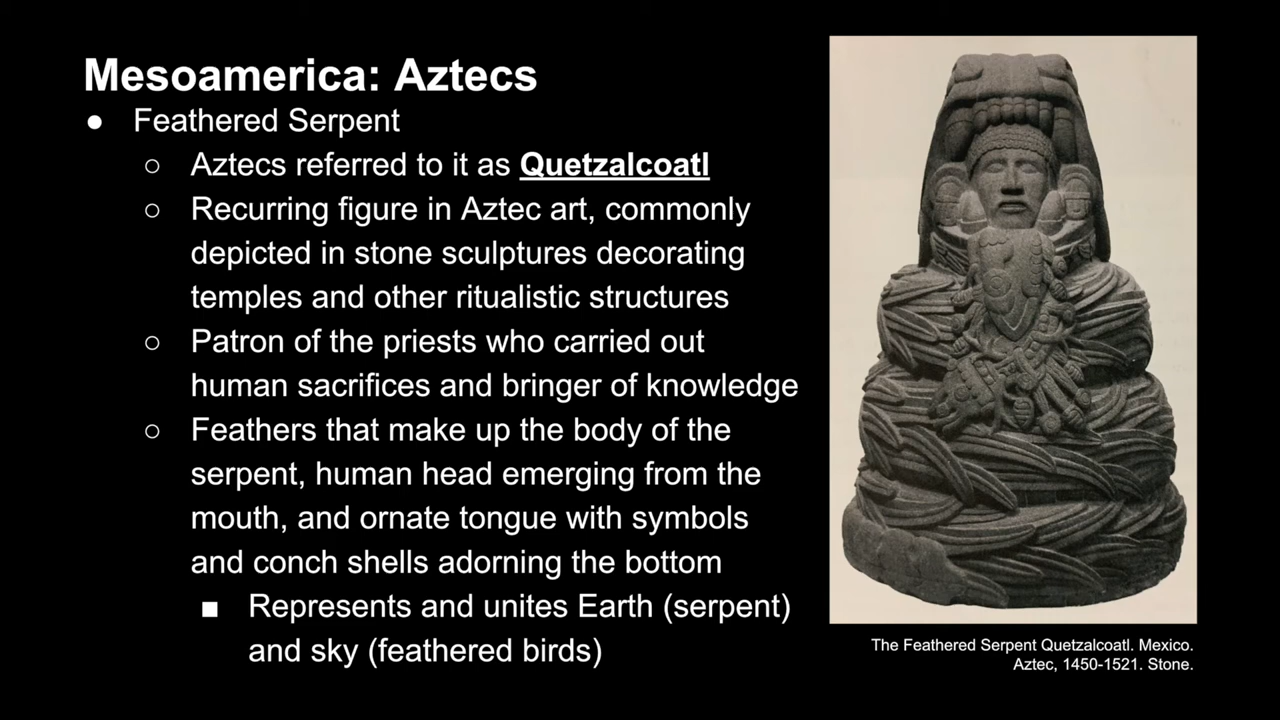 Mesoamerica: Aztecs
● Feathered Serpent
○ Aztecs referred to it as Quetzalcoatl
○ Recurring figure in Aztec art, commonly
depicted in stone sculptures decorating
temples and other ritualistic structures
○ Patron of the priests who carried out
human sacrifices and bringer of knowledge
○ Feathers that make up the body of the
serpent, human head emerging from the
mouth, and ornate tongue with symbols
and conch shells adorning the bottom
■ Represents and unites Earth (serpent)
and sky (feathered birds)
The Feathered Serpent Quetzalcoatl. Mexico.
Aztec, 1450-1521. Stone.